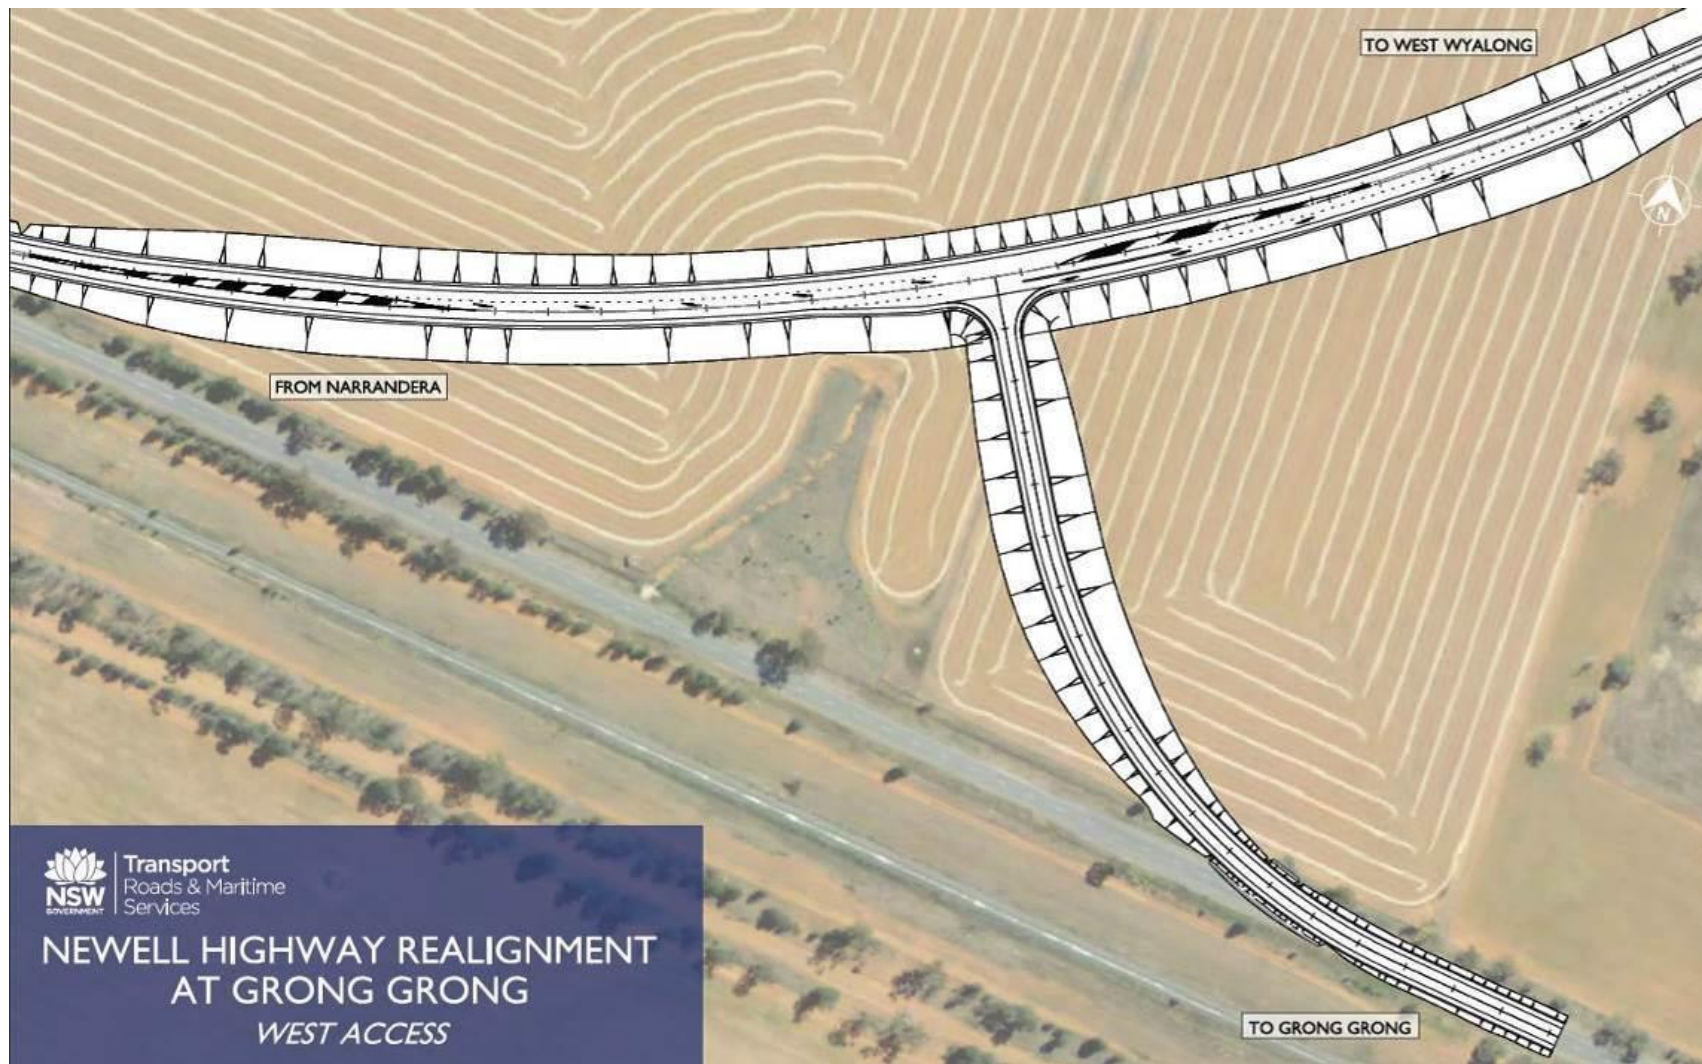 TO WEST WYALONG
N
FROM NARRANDERA
TO GRONG GRONG
NSW
GOVERNMENT
Transport
Roads & Maritime
Services
NEWELL HIGHWAY REALIGNMENT
AT GRONG GRONG
WEST ACCESS